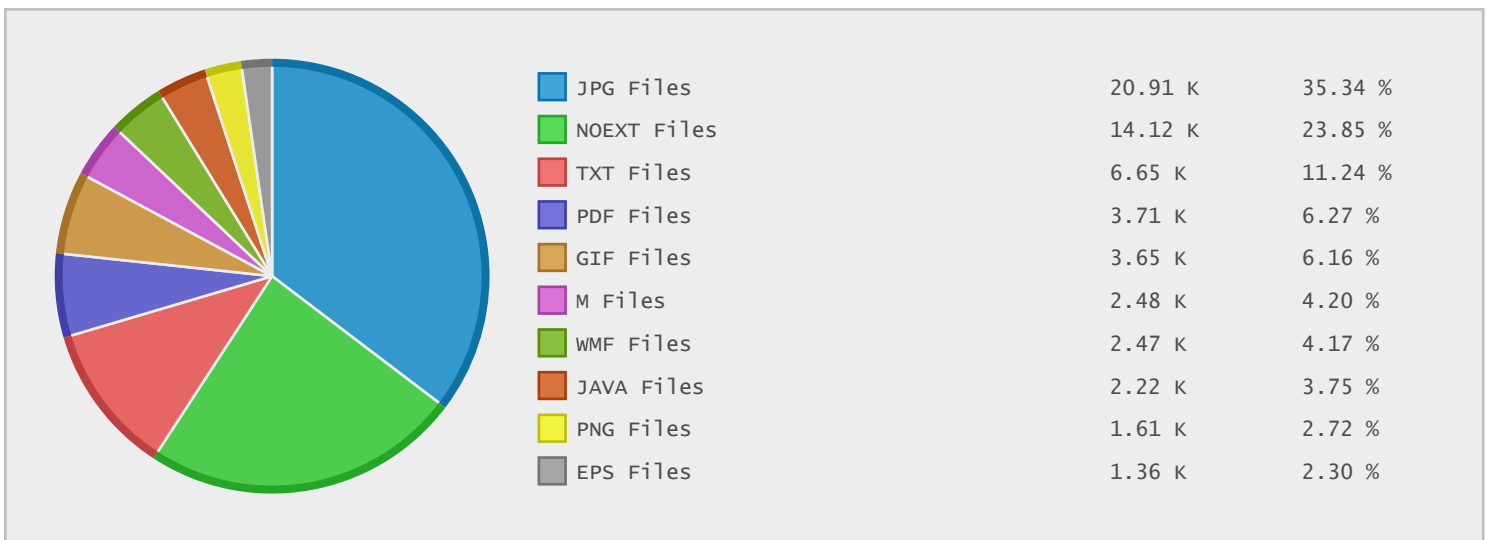 JPG Files 20.91 K 35.34 %
NOEXT Files 14.12 K 23.85 %
TXT Files 6.65 K 11.24 %
PDF Files 3.71 K 6.27 %
GIF Files 3.65 K 6.16 %
M Files 2.48 K 4.20 %
WMF Files 2.47 K 4.17 %
JAVA Files 2.22 K 3.75 %
PNG Files 1.61 K 2.72 %
EPS Files 1.36 K 2.30 %